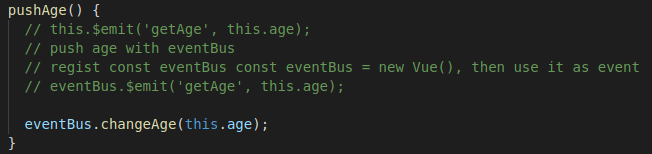 pushAge() {
// this.$emit('getAge', this.age);
// push age with eventBus
// regist const eventBus const eventBus = new Vue(), then use it as event
// eventBus.$emit('getAge', this.age);
eventBus.changeAge(this.age);
}